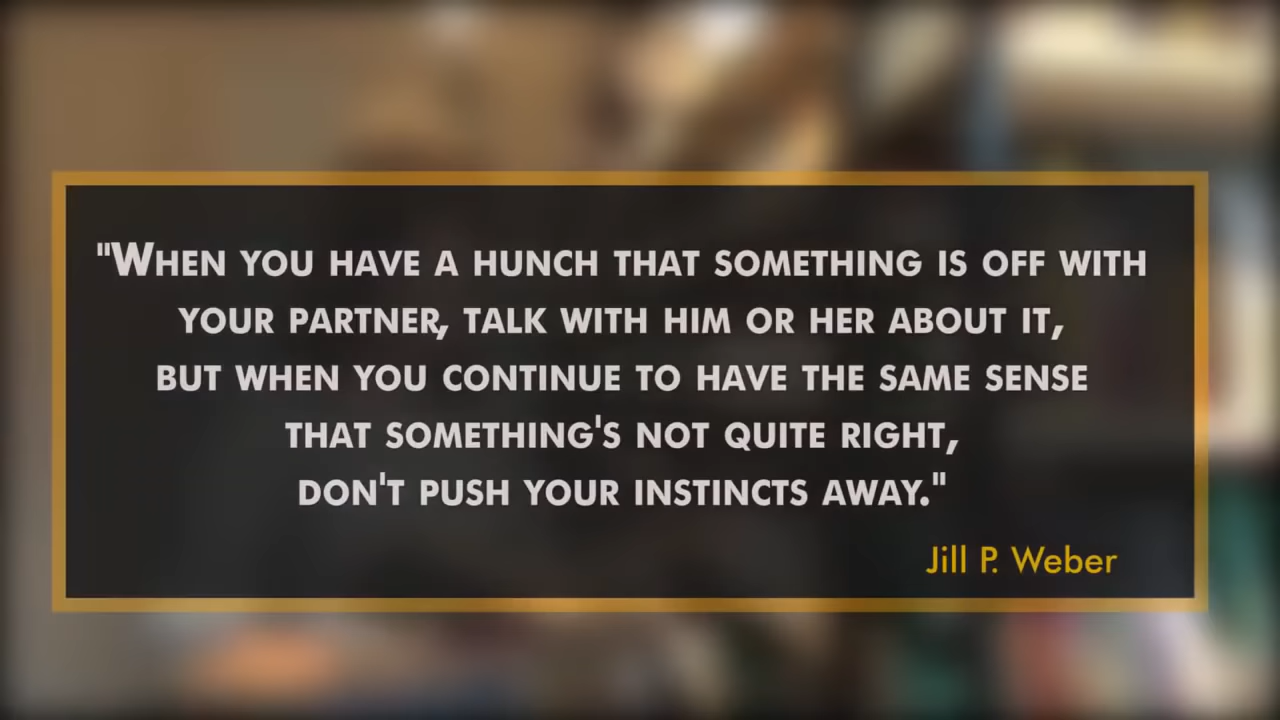 "When you have a hunch that something is off with
your partner, talk with him or her about it,
but when you continue to have the same sense
that something's not quite right,
don't push your instincts away."
Jill P. Weber